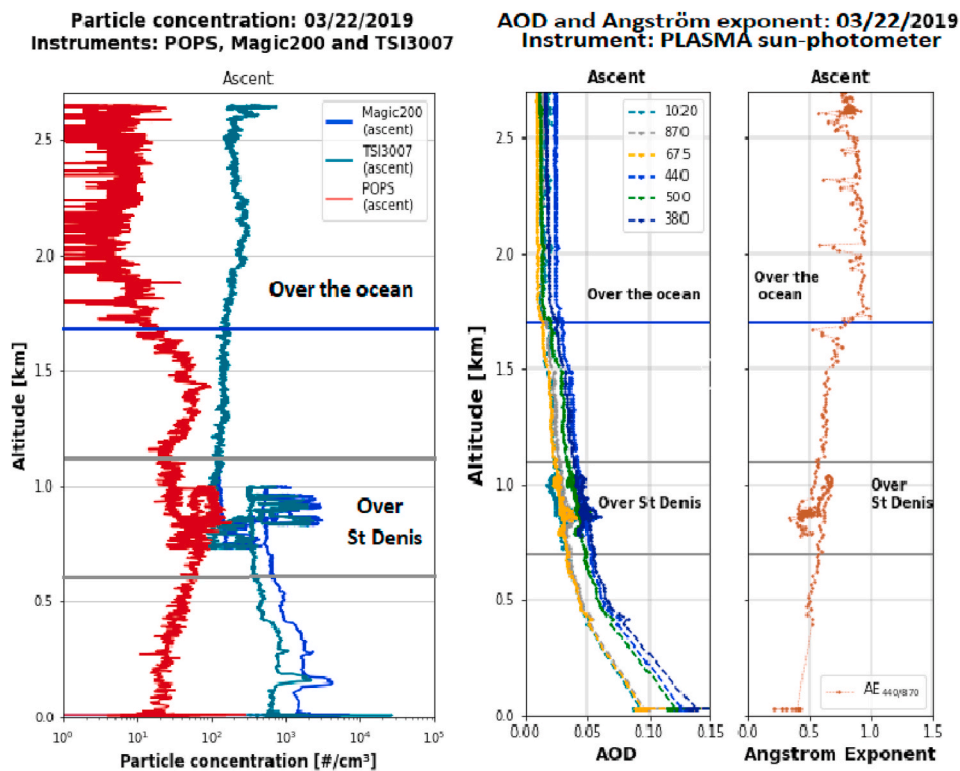 Particle concentration: 03/22/2019
Instruments: POPS, Magic200 and TSI3007
Ascent
Magic200
(ascent)
TSI3007
(ascent)
POPS
(ascent)
2.5
2.0
1.5
1.0
0.5
0.0
Altitude [km]
Over the ocean
Over
St Denis
10⁰
10¹
10²
10³
10⁴
10⁵
Particle concentration [#/cm³]
AOD and Angström exponent: 03/22/2019
Instrument: PLASMA sun-photometer
Ascent
1020
870
675
440
500
380
2.5
2.0
1.5
1.0
0.5
0.0
Altitude [km]
Over the ocean
Over St Denis
0.00
0.05
0.10
0.15
AOD
Ascent
Over the
ocean
Over
St Denis
AE 440/870
0.0
0.5
1.0
1.5
Angstrom Exponent